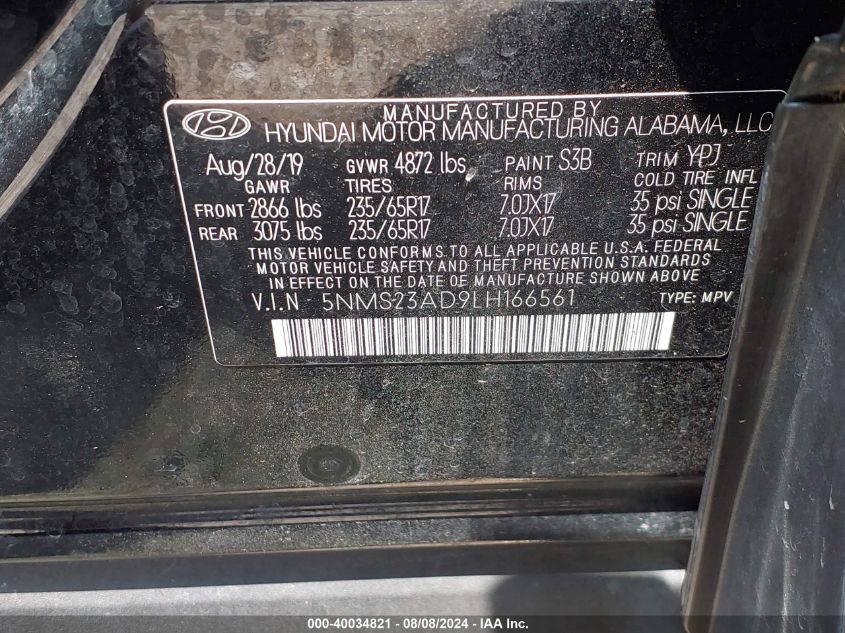 MANUFACTURED BY
HYUNDAI MOTOR MANUFACTURING ALABAMA, LLC
Aug/28/19 GVWR 4872 lbs PAINT S3B TRIM YPJ
GAWR TIRES RIMS COLD TIRE INFL
FRONT 2866 lbs 235/65R17 7.0JX17 35 psi SINGLE
REAR 3075 lbs 235/65R17 7.0JX17 35 psi SINGLE
THIS VEHICLE CONFORMS TO ALL APPLICABLE U.S.A. FEDERAL
MOTOR VEHICLE SAFETY AND THEFT PREVENTION STANDARDS
IN EFFECT ON THE DATE OF MANUFACTURE SHOWN ABOVE
V.I.N 5NMS23AD9LH166561 TYPE: MPV
000-40034821 - 08/08/2024 - IAA Inc.